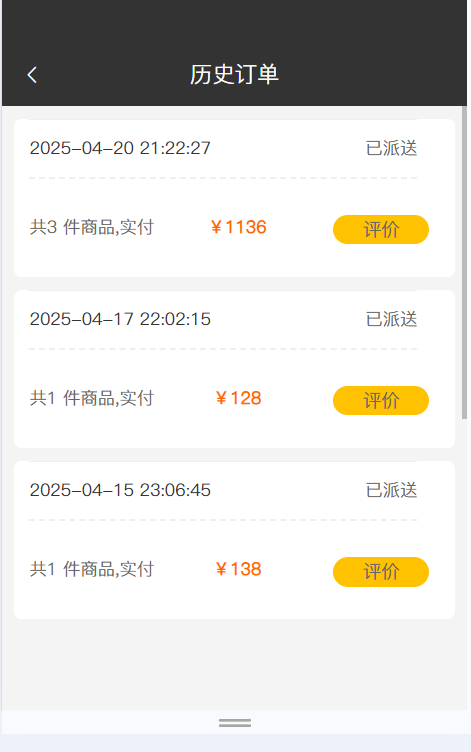 历史订单
2025-04-20 21:22:27 已派送
共3 件商品,实付 ￥1136 评价
2025-04-17 22:02:15 已派送
共1 件商品,实付 ￥128 评价
2025-04-15 23:06:45 已派送
共1 件商品,实付 ￥138 评价